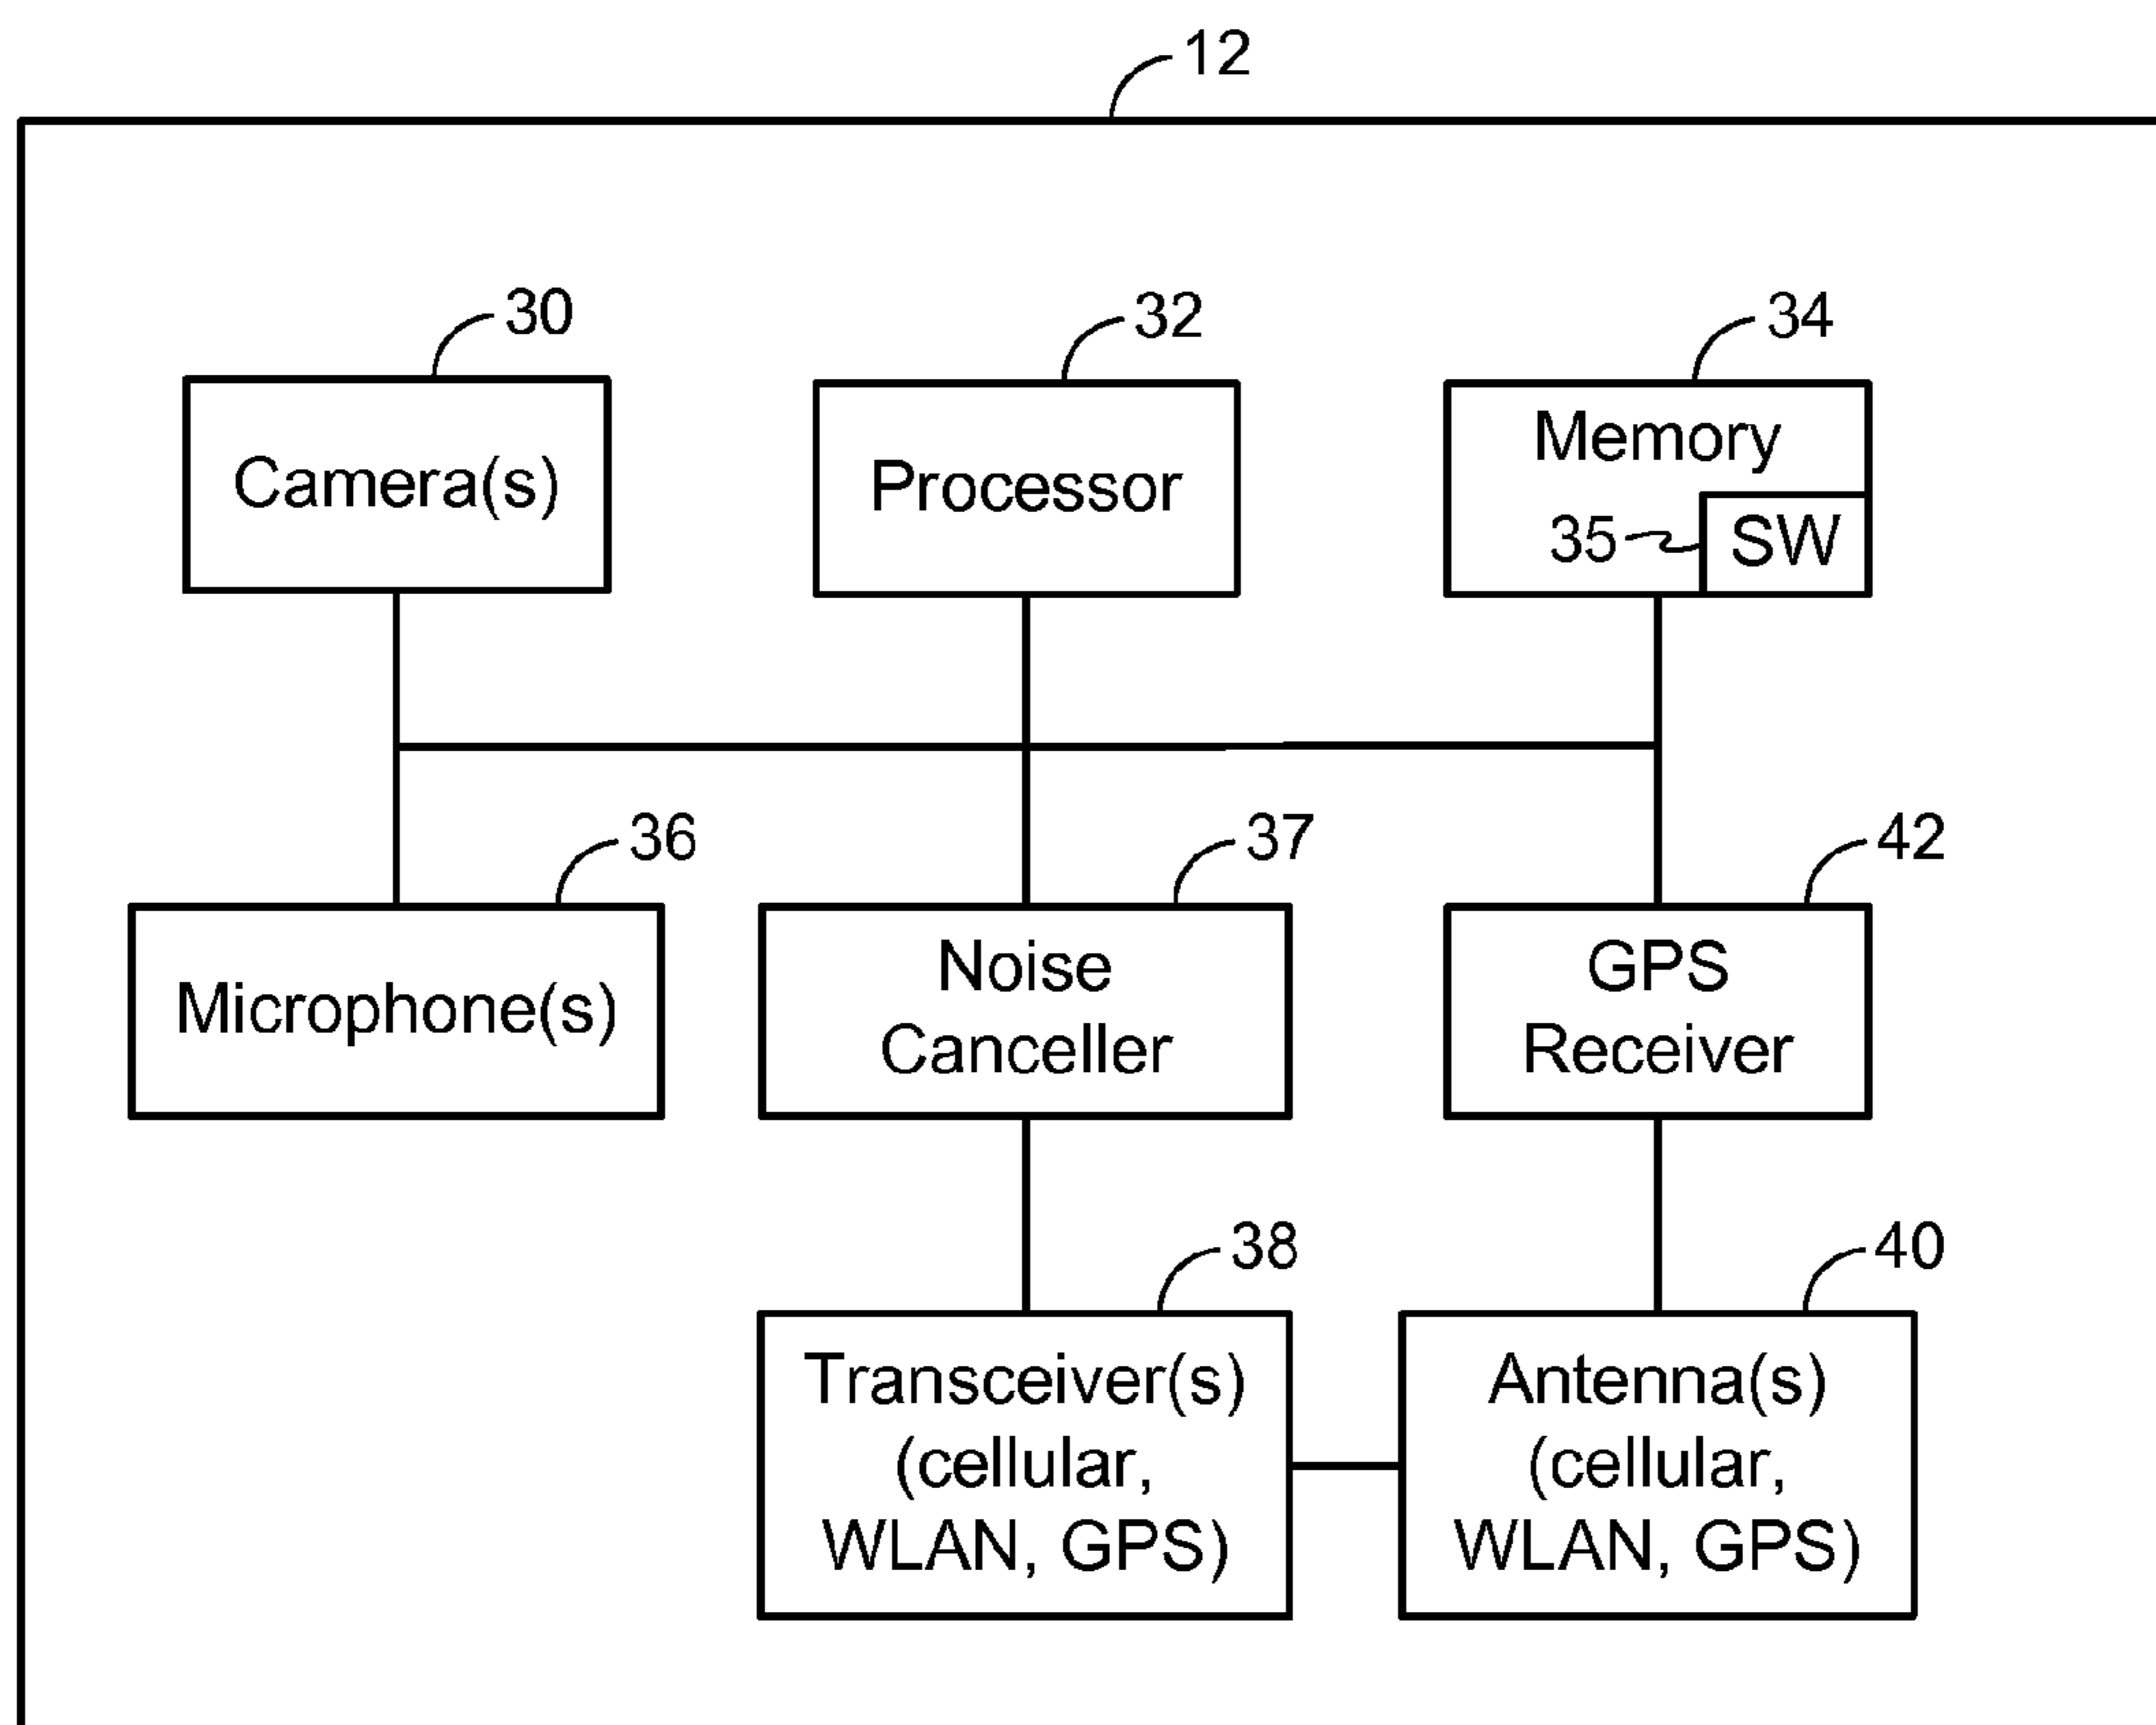 12
30
32
34
Camera(s)
Processor
Memory
35
SW
36
37
42
Microphone(s)
Noise
Canceller
GPS
Receiver
38
40
Transceiver(s)
(cellular,
WLAN, GPS)
Antenna(s)
(cellular,
WLAN, GPS)